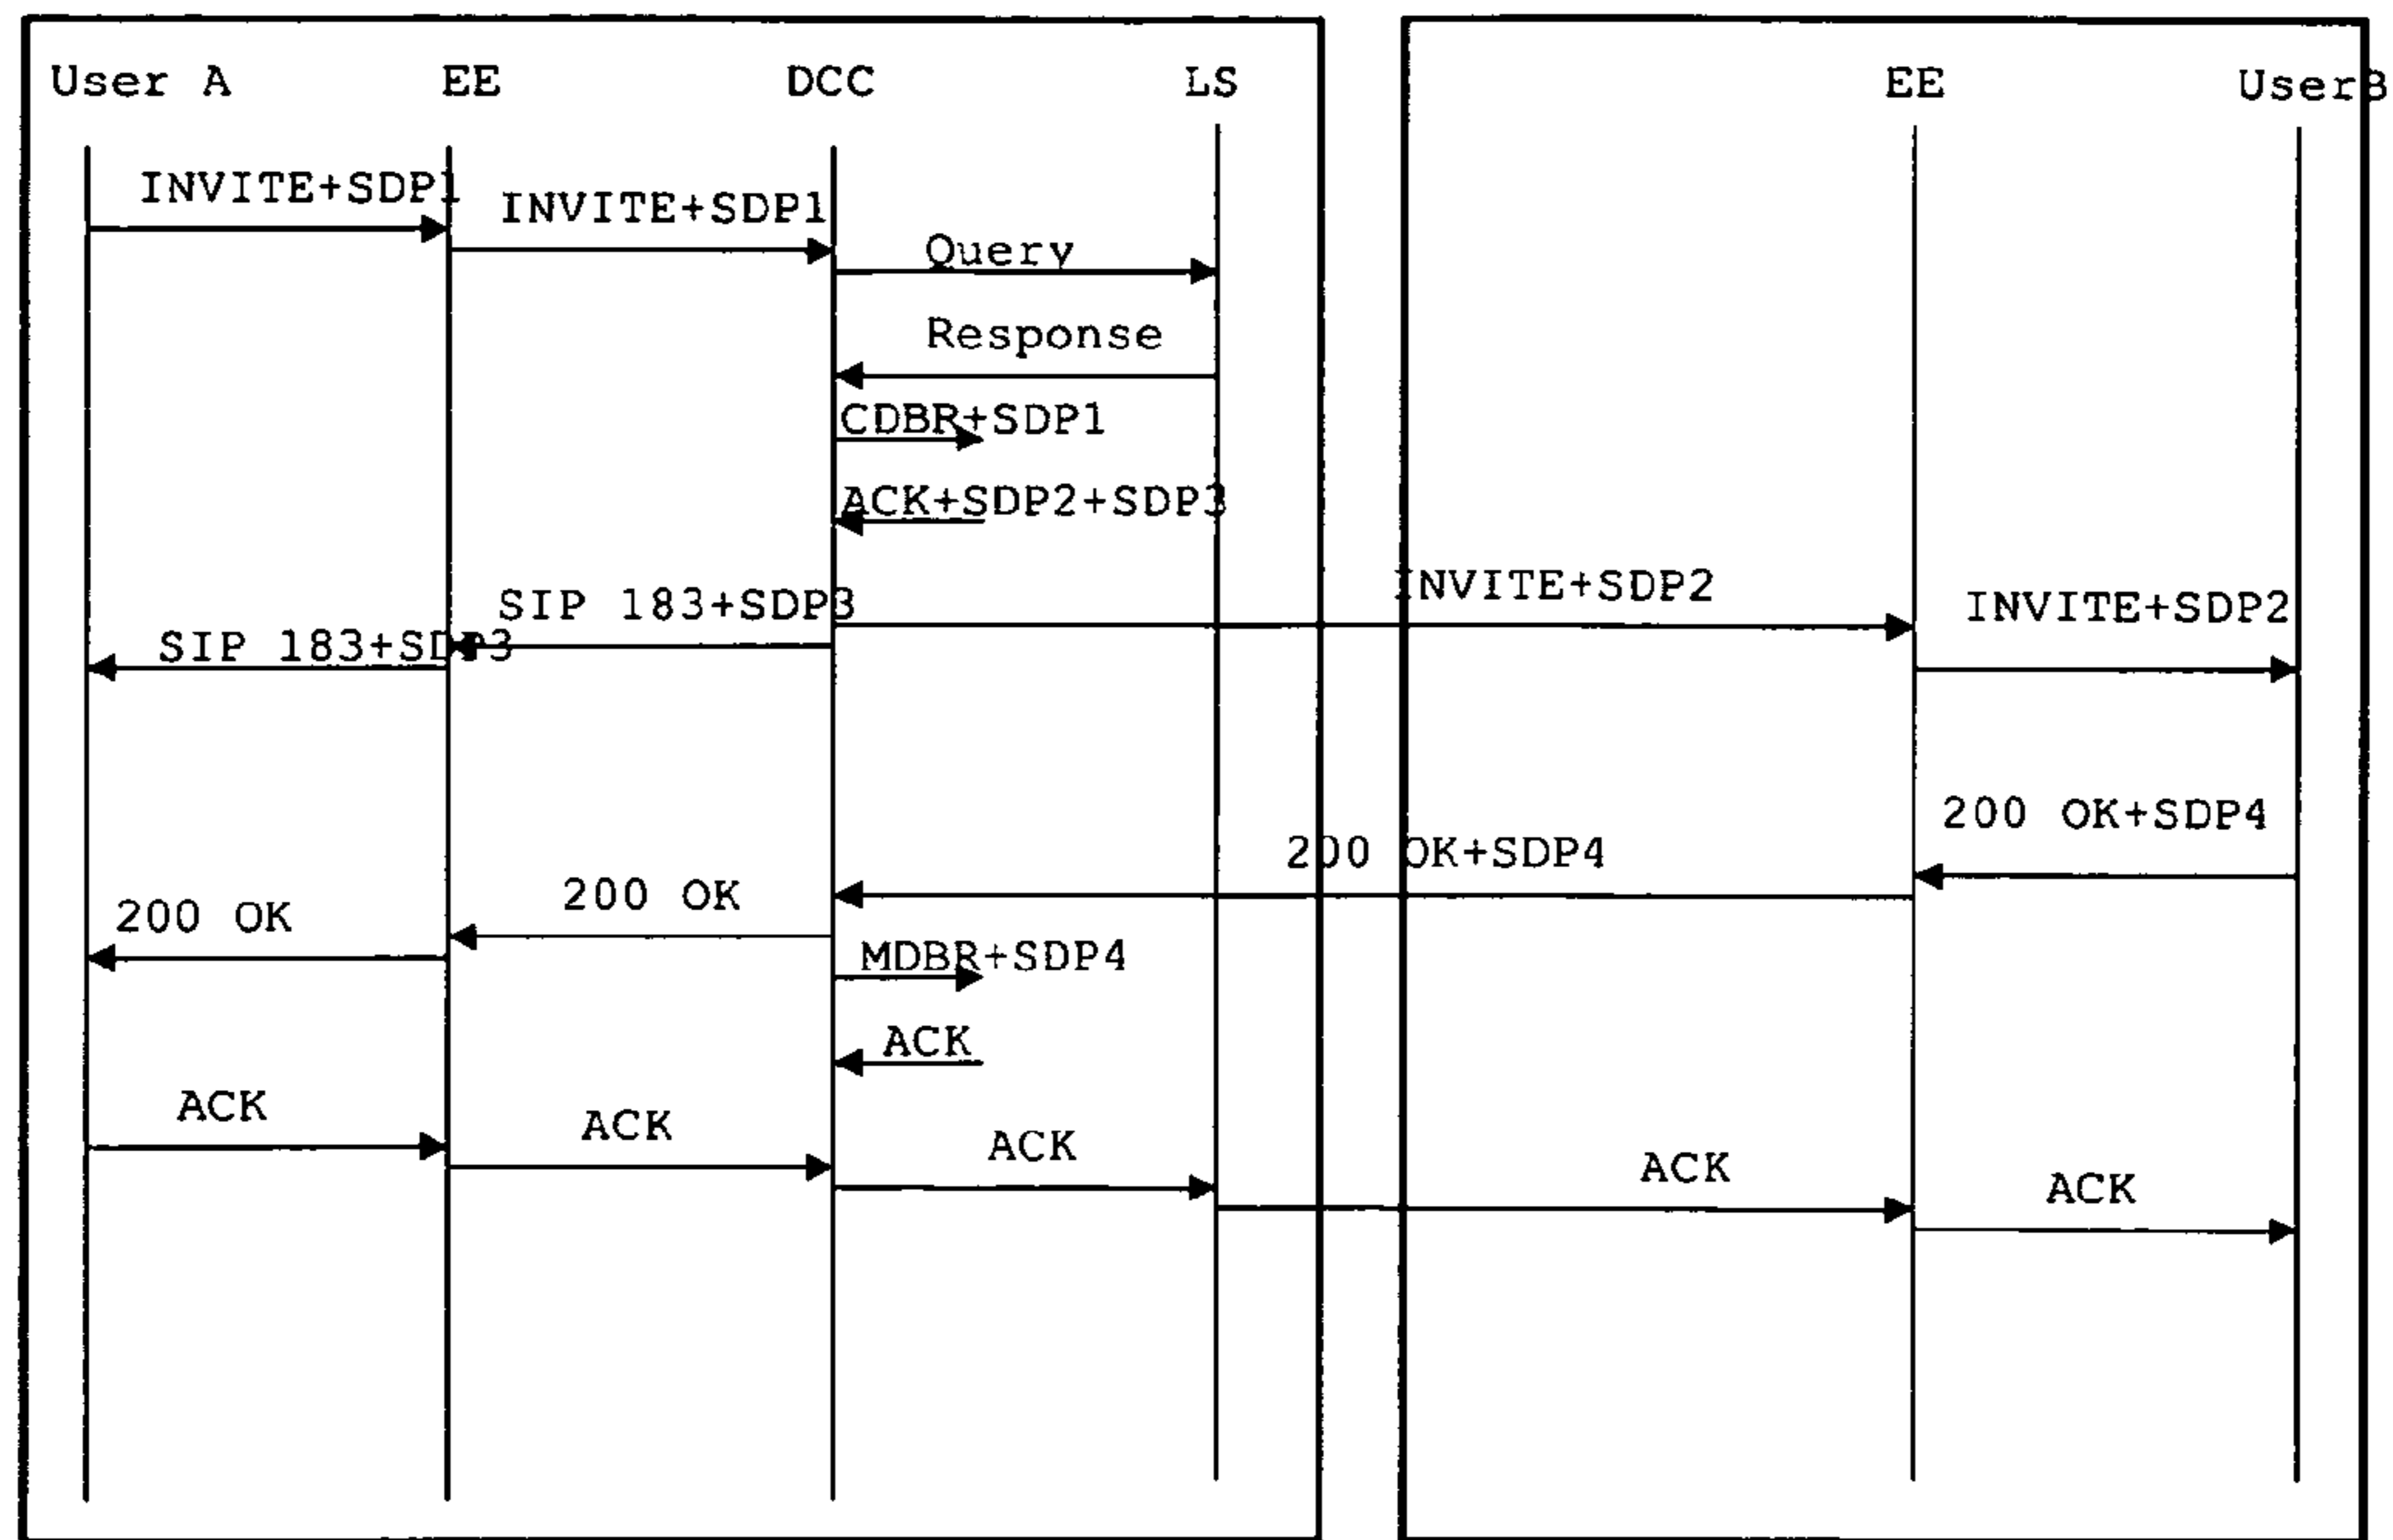 User A
EE
DCC
LS
EE
UserB
INVITE+SDP1
INVITE+SDP1
Query
Response
CDBR+SDP1
ACK+SDP2+SDP3
INVITE+SDP2
INVITE+SDP2
SIP 183+SDP3
SIP 183+SDP3
200 OK+SDP4
200 OK+SDP4
200 OK
200 OK
MDBR+SDP4
ACK
ACK
ACK
ACK
ACK
ACK